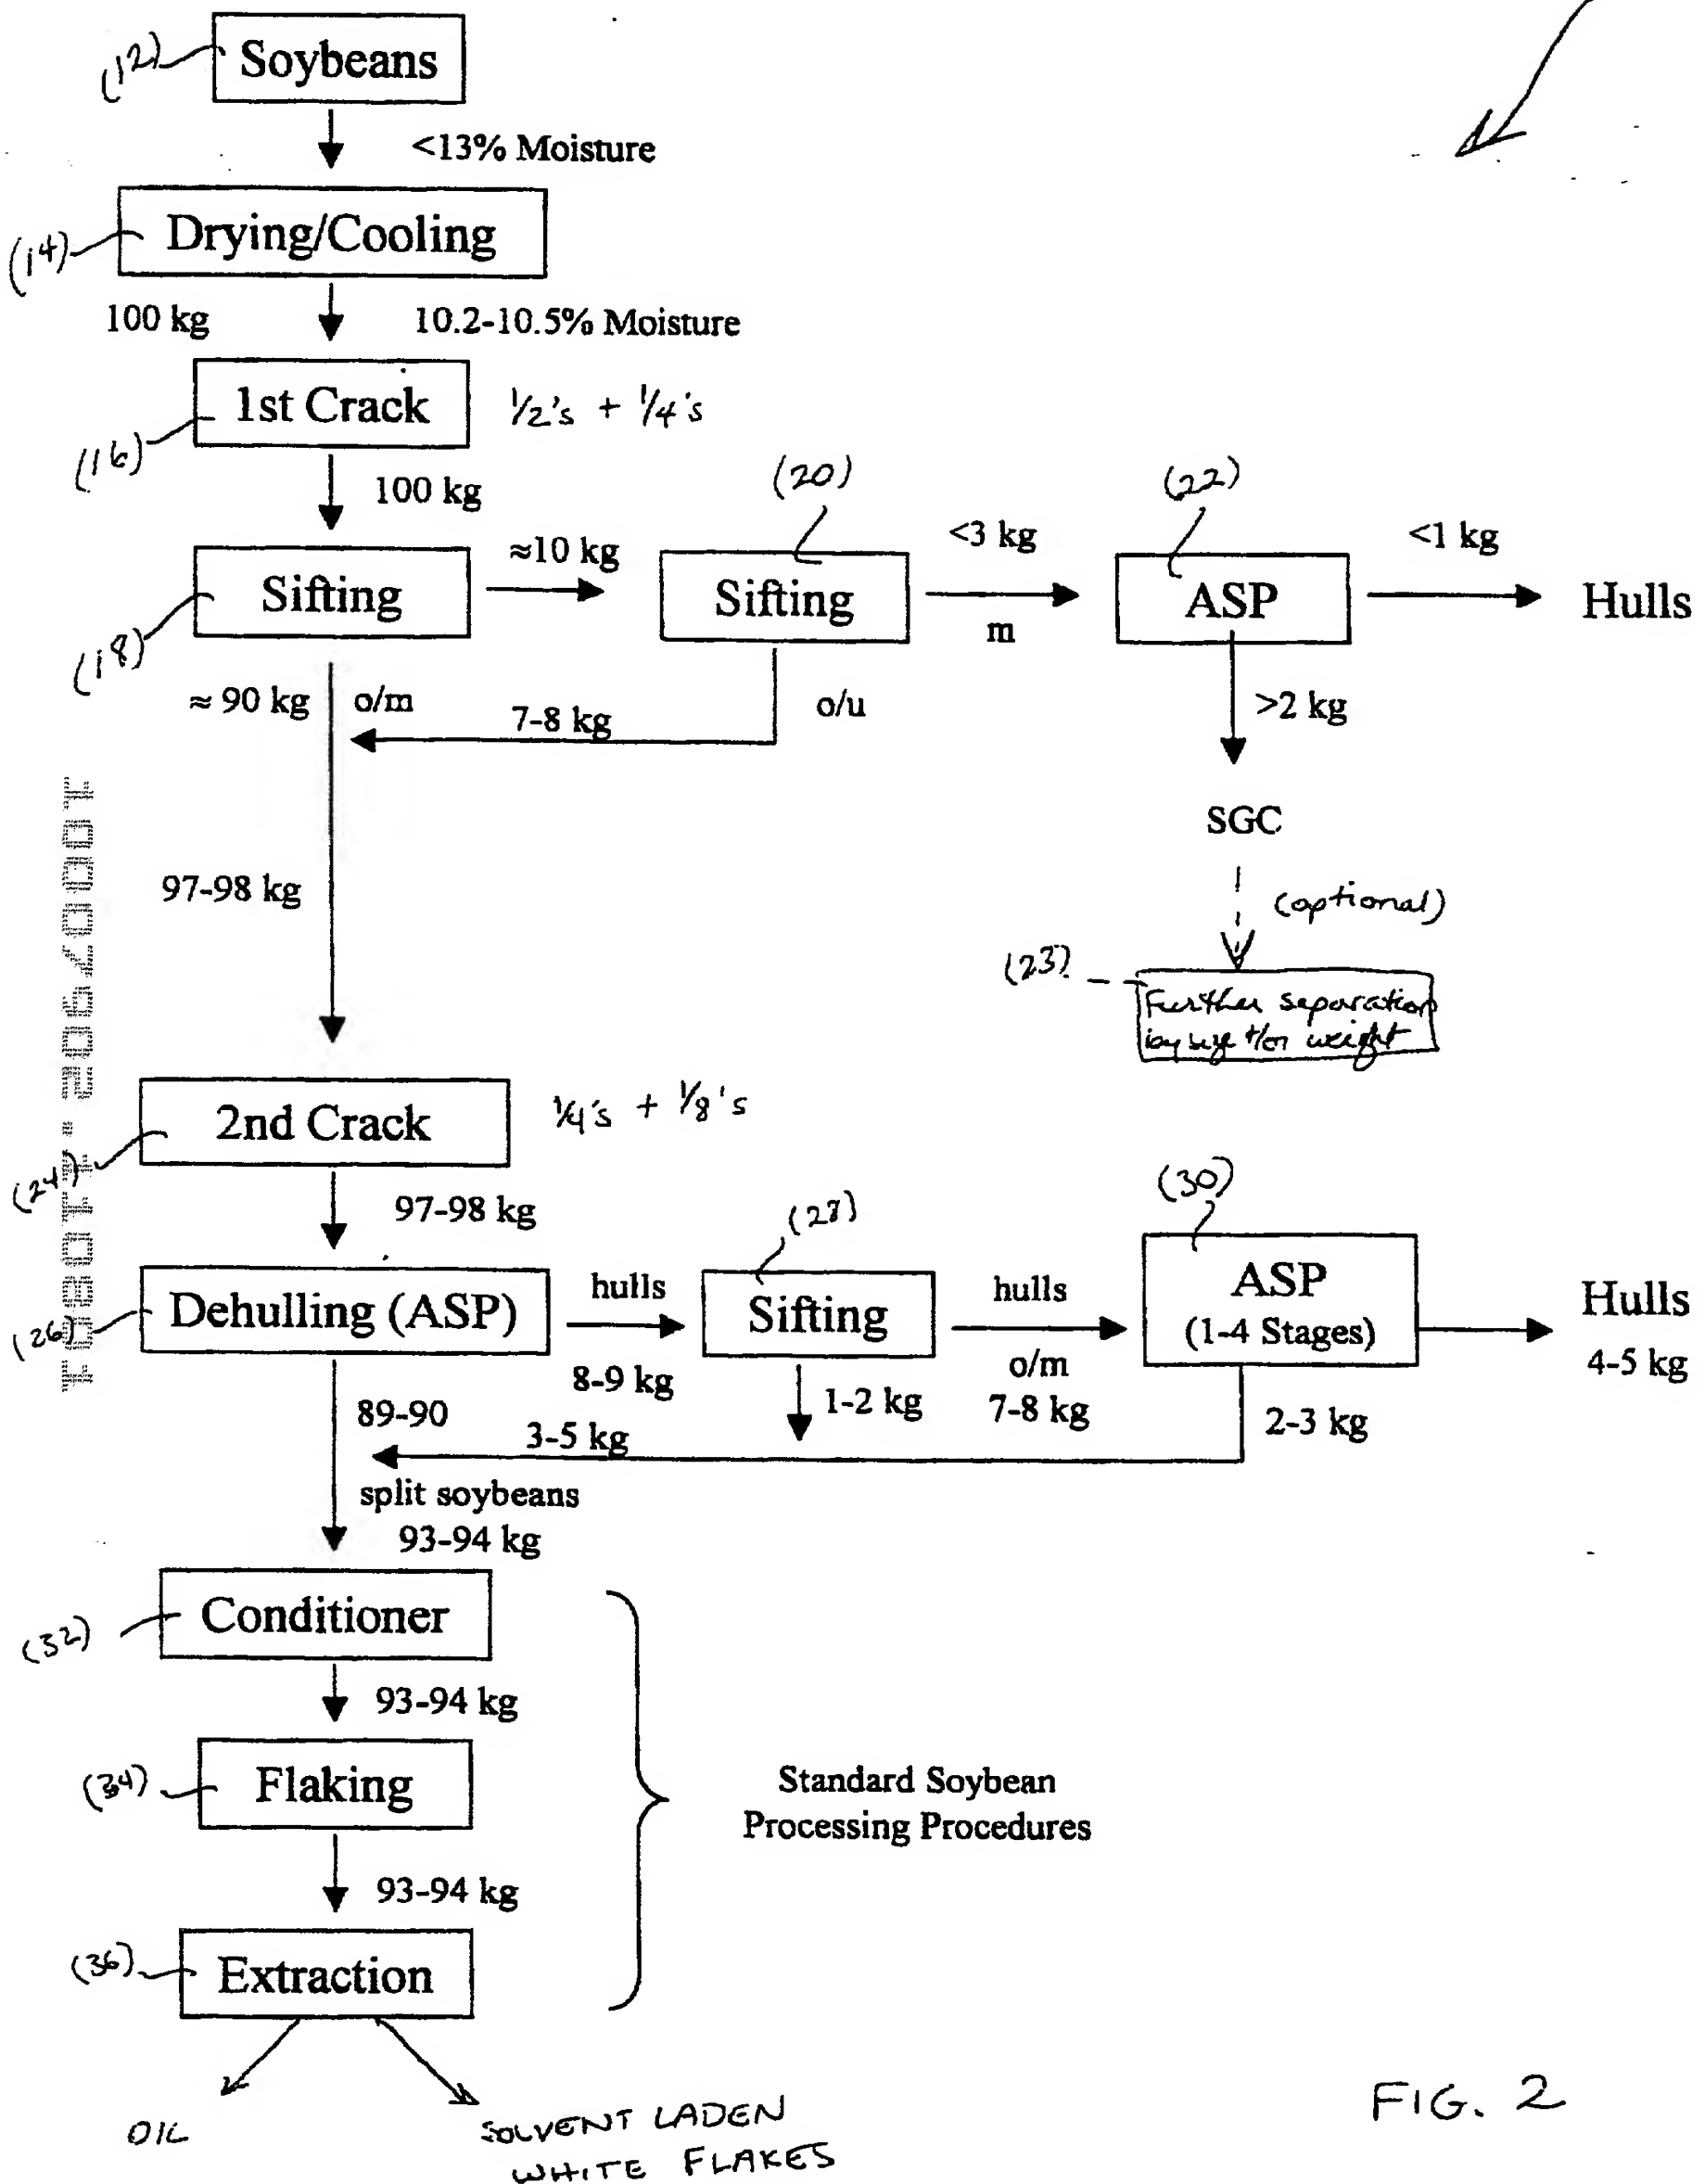 (12)
Soybeans
<13% Moisture
(14)
Drying/Cooling
100 kg
10.2-10.5% Moisture
1st Crack
1/2's + 1/4's
(16)
100 kg
(20)
(22)
Sifting
≈10 kg
Sifting
<3 kg
m
ASP
<1 kg
Hulls
(18)
≈ 90 kg
o/m
7-8 kg
o/u
>2 kg
SGC
97-98 kg
(optional)
(23)
Further separation
by size +/or weight
2nd Crack
1/4's + 1/8's
(24)
97-98 kg
(28)
(30)
Dehulling (ASP)
hulls
Sifting
hulls
ASP
(1-4 Stages)
Hulls
(26)
8-9 kg
o/m
7-8 kg
4-5 kg
89-90
1-2 kg
3-5 kg
2-3 kg
split soybeans
93-94 kg
Conditioner
(32)
93-94 kg
(34)
Flaking
Standard Soybean
Processing Procedures
93-94 kg
(36)
Extraction
OIL
SOLVENT LADEN
WHITE FLAKES
FIG. 2